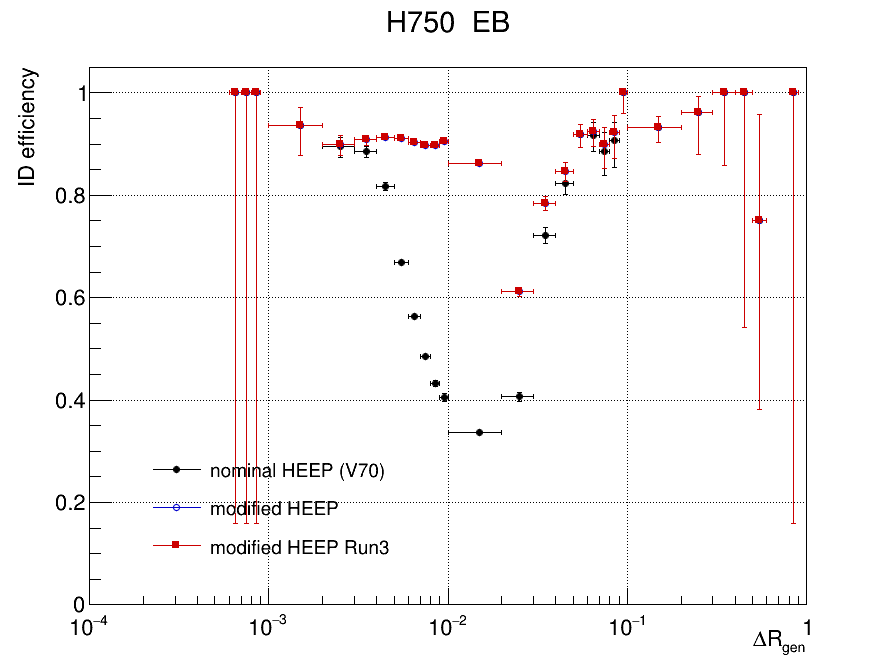 H750 EB
ID efficiency
1
0.8
0.6
0.4
0.2
0
nominal HEEP (V70)
modified HEEP
modified HEEP Run3
10⁻⁴ 10⁻³ 10⁻² 10⁻¹ 1
ΔR_gen